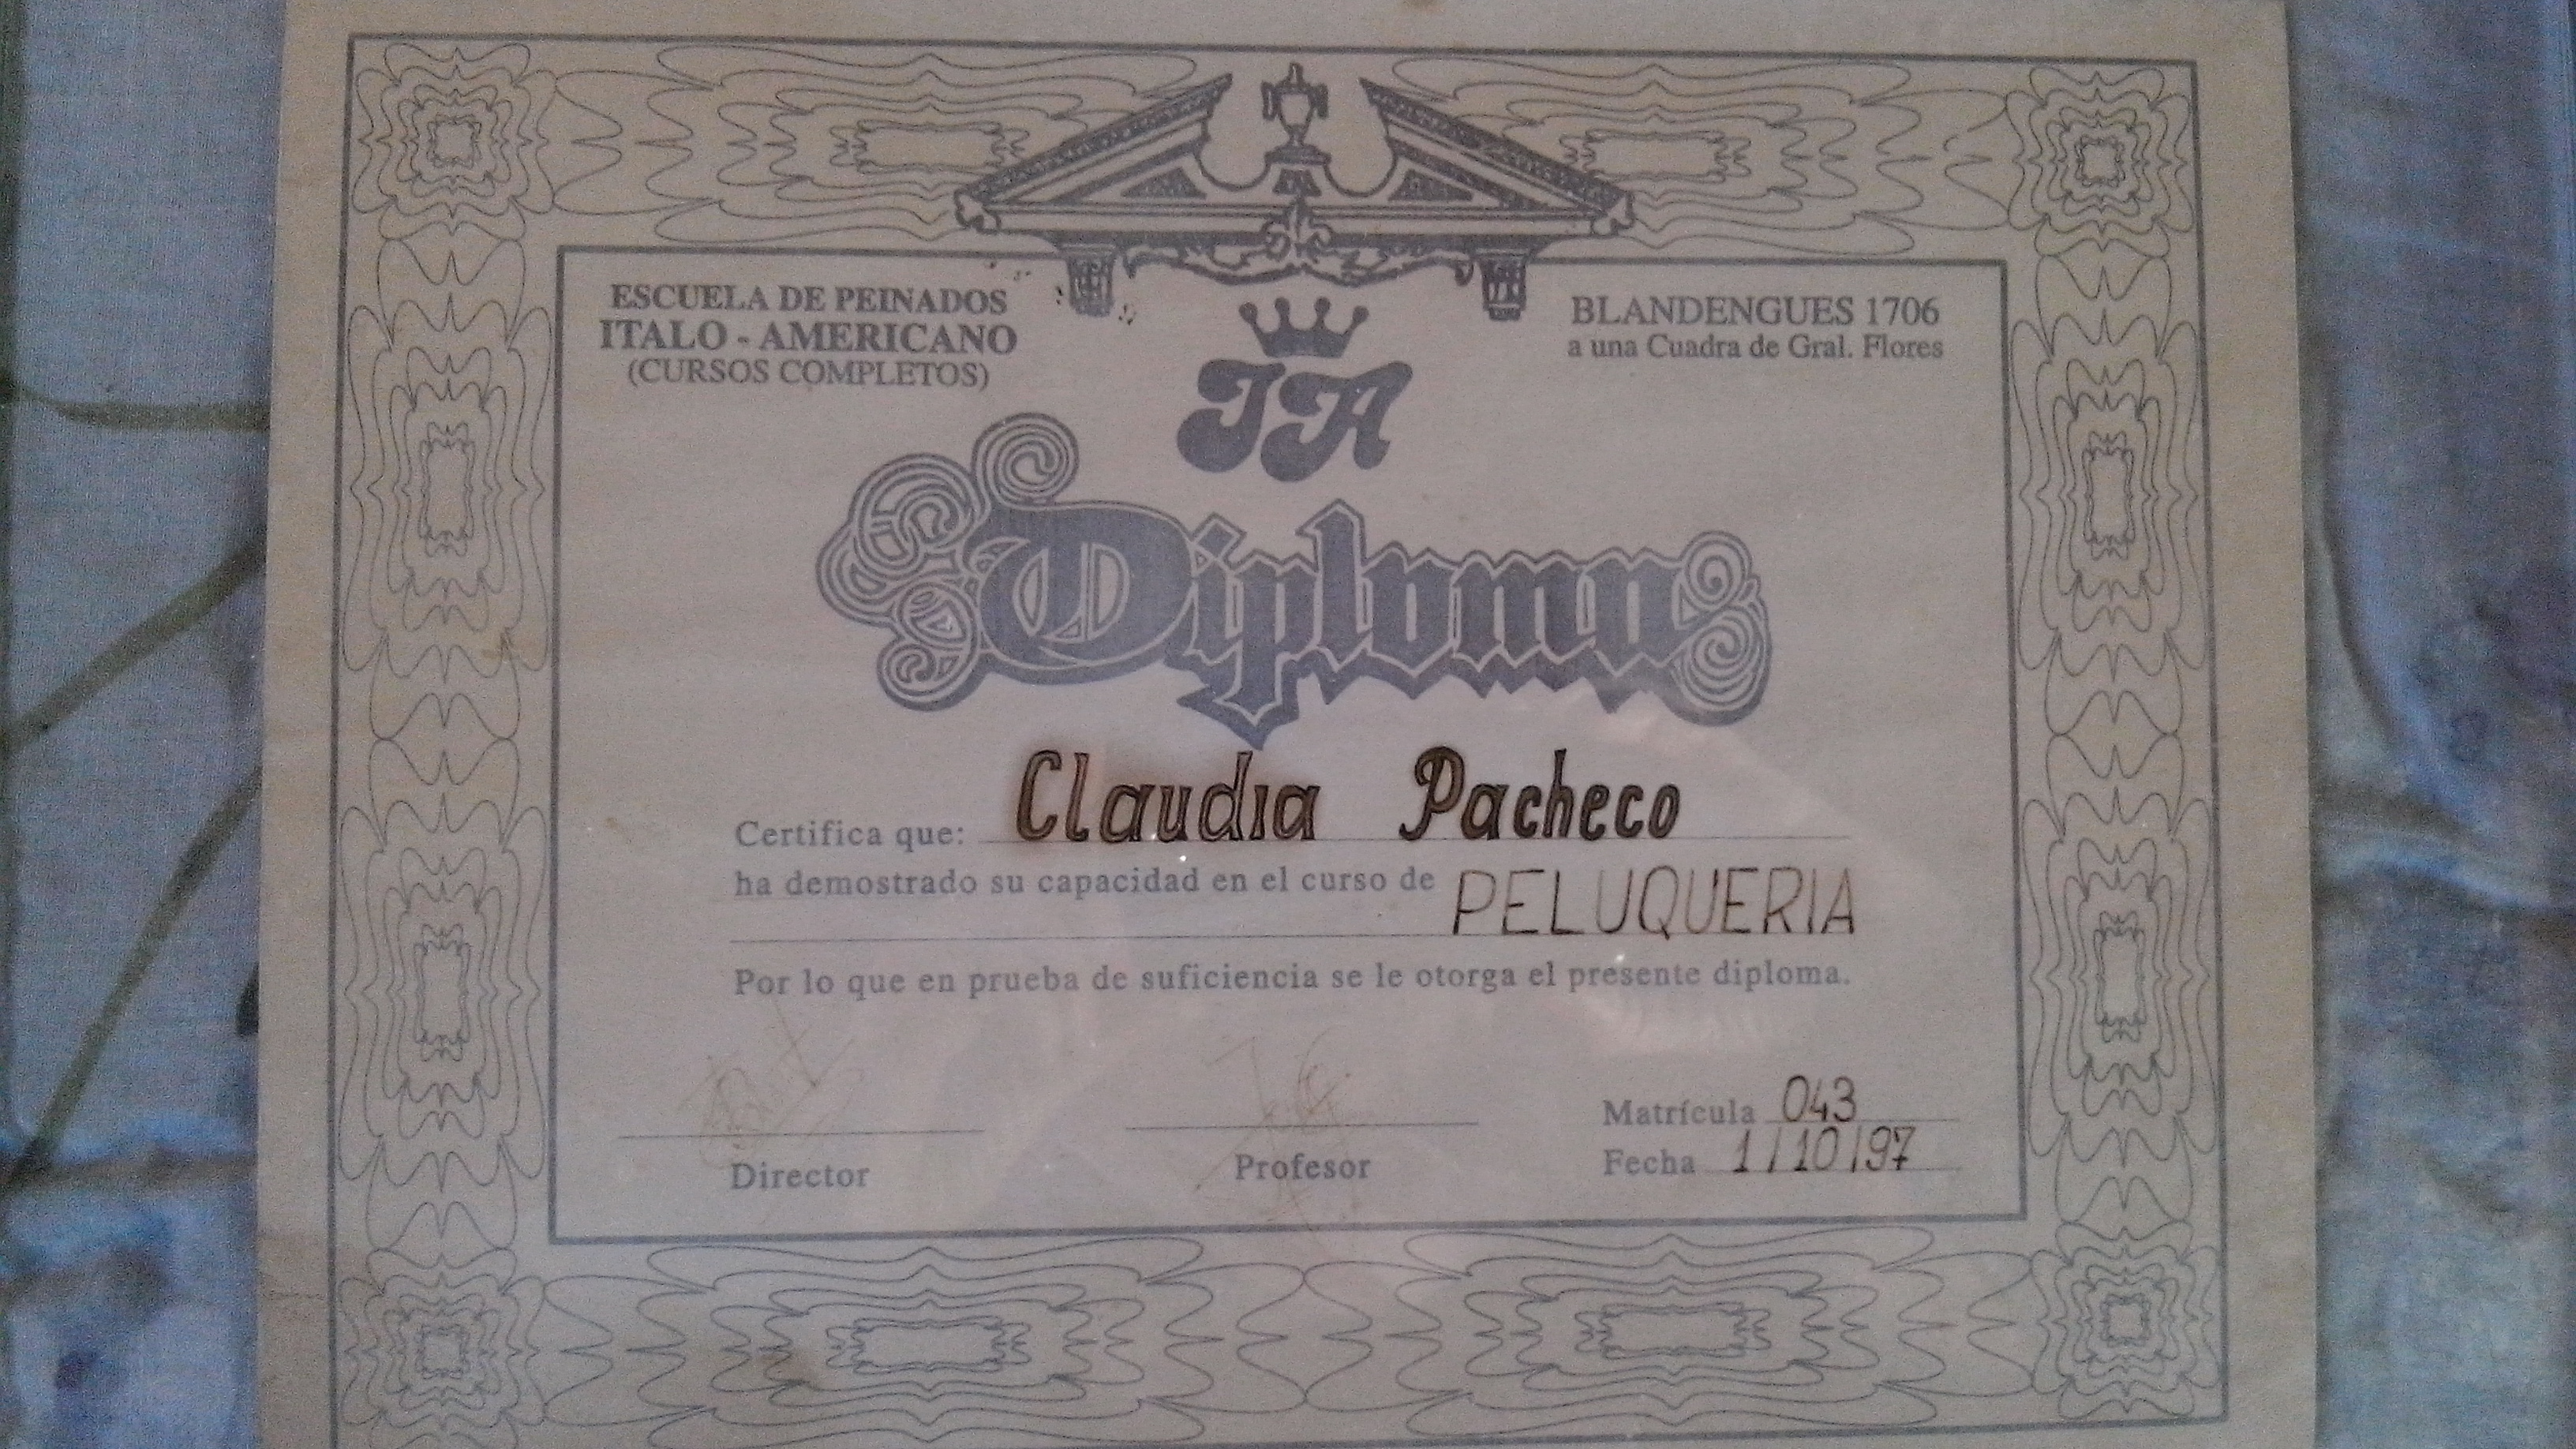 ESCUELA DE PEINADOS
ITALO - AMERICANO
(CURSOS COMPLETOS)
BLANDENGUES 1706
a una Cuadra de Gral. Flores
IA
Diploma
Certifica que: Claudia Pacheco
ha demostrado su capacidad en el curso de PELUQUERIA
Por lo que en prueba de suficiencia se le otorga el presente diploma.
Director
Profesor
Matrícula 043
Fecha 1/10/97